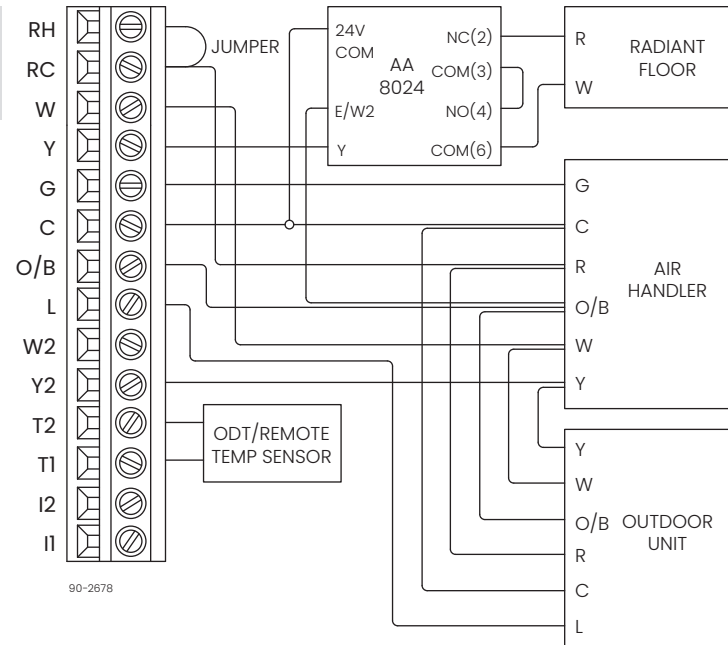 RH
RC
W
Y
G
C
O/B
L
W2
Y2
T2
T1
I2
I1
JUMPER
24V
COM
AA
8024
E/W2
Y
NC(2)
COM(3)
NO(4)
COM(6)
R
W
RADIANT
FLOOR
G
C
R
O/B
W
Y
AIR
HANDLER
ODT/REMOTE
TEMP SENSOR
Y
W
O/B
R
C
L
OUTDOOR
UNIT
90-2678